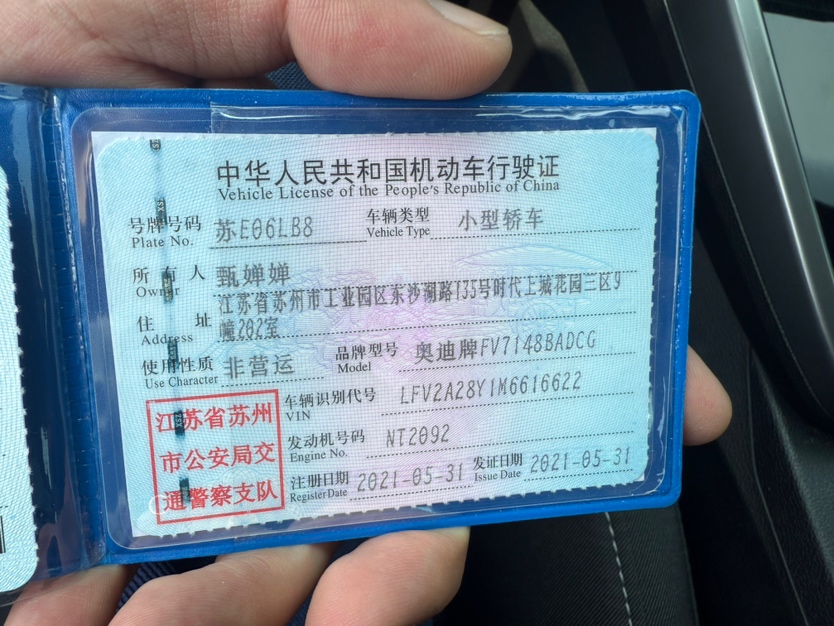 中华人民共和国机动车行驶证
Vehicle License of the People's Republic of China
号牌号码 苏E06LB8 车辆类型 小型轿车
Plate No. Vehicle Type
所有人 甄婵婵
Owner
住址 江苏省苏州市工业园区东沙湖路135号时代上城花园三区9
Address 幢202室
使用性质 非营运 品牌型号 奥迪牌FV7148BADCG
Use Character Model
江苏省苏州
市公安局交
通警察支队
车辆识别代号 LFV2A28Y1M6616622
VIN
发动机号码 NT2092
Engine No.
注册日期 2021-05-31 发证日期 2021-05-31
Register Date Issue Date